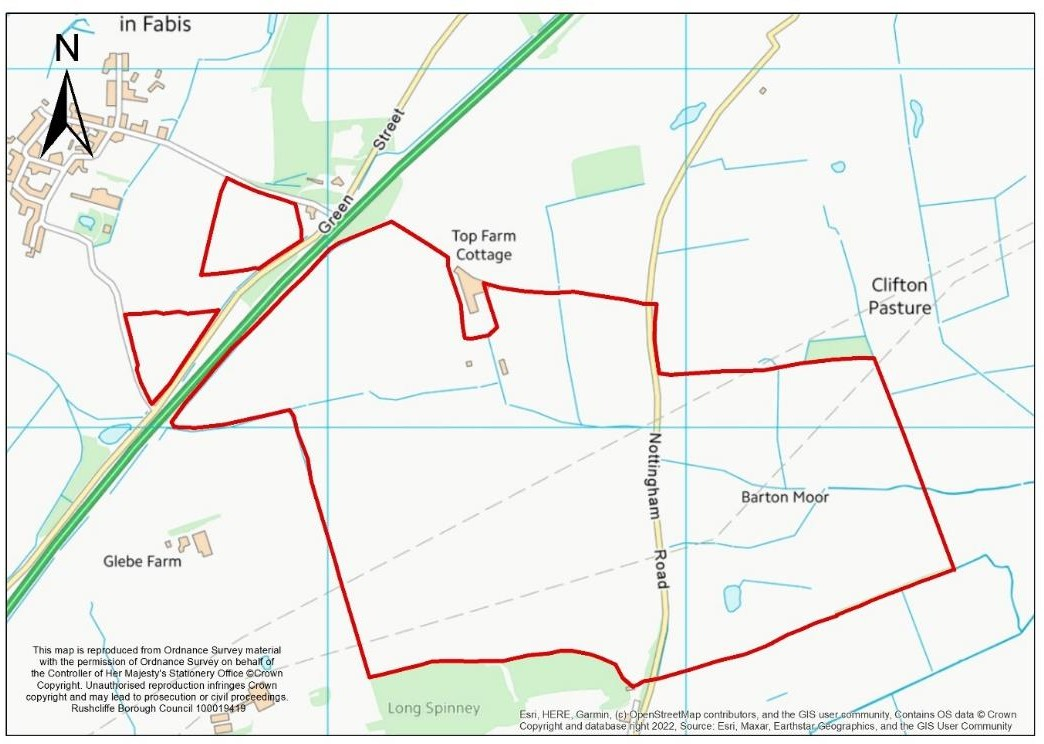 in Fabis
N
Street
Green
Top Farm
Cottage
Clifton
Pasture
Nottingham
Road
Barton Moor
Glebe Farm
Long Spinney
This map is reproduced from Ordnance Survey material
with the permission of Ordnance Survey on behalf of
the Controller of Her Majesty's Stationery Office ©Crown
Copyright. Unauthorised reproduction infringes Crown
copyright and may lead to prosecution or civil proceedings.
Rushcliffe Borough Council 100019419
Esri, HERE, Garmin, (c) OpenStreetMap contributors, and the GIS user community, Contains OS data © Crown
Copyright and database right 2022, Source: Esri, Maxar, Earthstar Geographics, and the GIS User Community